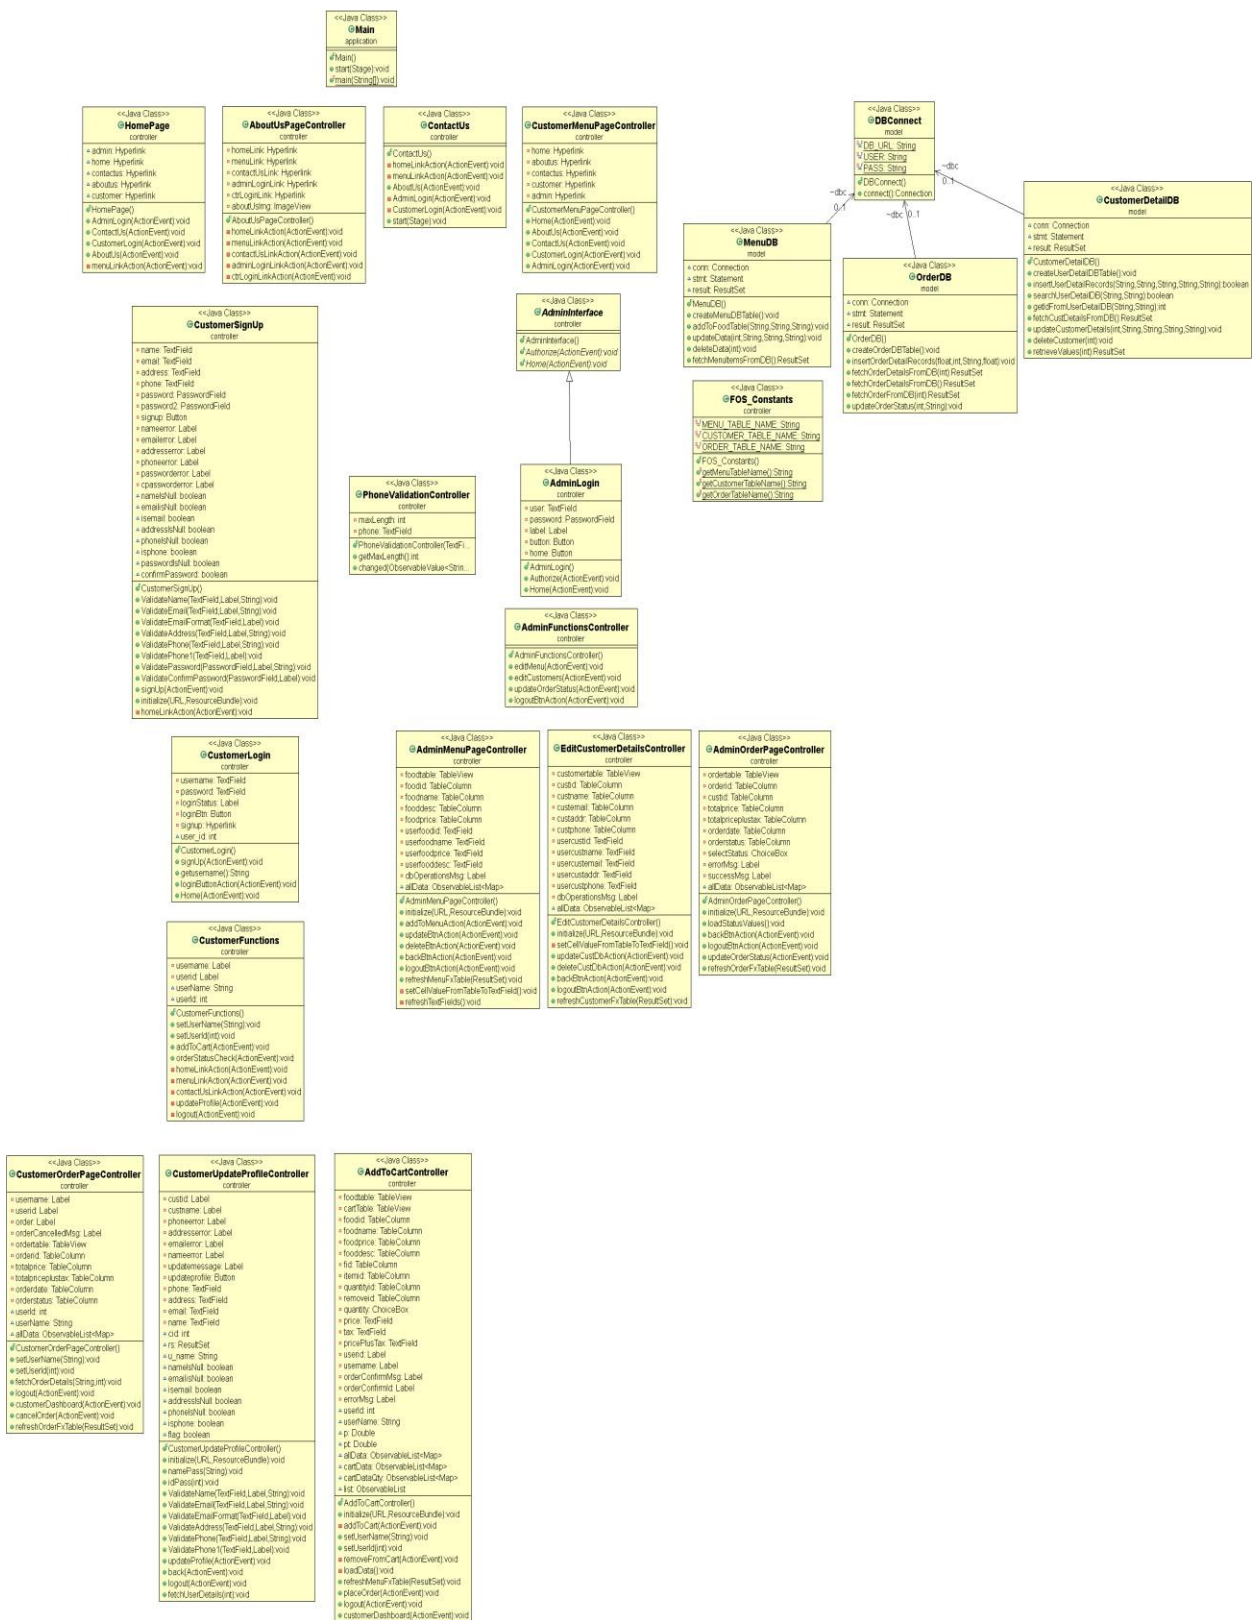 <<Java Class>>
Main
application
Main()
start(Stage):void
main(String[]):void
<<Java Class>>
HomePage
controller
admin: Hyperlink
home: Hyperlink
contactus: Hyperlink
aboutus: Hyperlink
customer: Hyperlink
HomePage()
AdminLogin(ActionEvent):void
ContactUs(ActionEvent):void
CustomerLogin(ActionEvent):void
AboutUs(ActionEvent):void
menuLinkAction(ActionEvent):void
<<Java Class>>
AboutUsPageController
controller
homeLink: Hyperlink
menuLink: Hyperlink
contactUsLink: Hyperlink
adminLoginLink: Hyperlink
ctrLoginLink: Hyperlink
aboutUsImg: ImageView
AboutUsPageController()
homeLinkAction(ActionEvent):void
menuLinkAction(ActionEvent):void
contactUsLinkAction(ActionEvent):void
adminLoginLinkAction(ActionEvent):void
ctrLoginLinkAction(ActionEvent):void
<<Java Class>>
ContactUs
controller
ContactUs()
homeLinkAction(ActionEvent):void
menuLinkAction(ActionEvent):void
AboutUs(ActionEvent):void
AdminLogin(ActionEvent):void
CustomerLogin(ActionEvent):void
start(Stage):void
<<Java Class>>
CustomerMenuPageController
controller
home: Hyperlink
aboutus: Hyperlink
contactus: Hyperlink
customer: Hyperlink
admin: Hyperlink
CustomerMenuPageController()
Home(ActionEvent):void
AboutUs(ActionEvent):void
ContactUs(ActionEvent):void
CustomerLogin(ActionEvent):void
AdminLogin(ActionEvent):void
<<Java Class>>
DBConnect
model
DB_URL: String
USER: String
PASS: String
DBConnect()
connect():Connection
~dbc
0..1
~dbc
0..1
~dbc
0..1
<<Java Class>>
CustomerDetailDB
model
conn: Connection
stmt: Statement
result: ResultSet
CustomerDetailDB()
createUserDetailDBTable():void
insertUserDetailRecords(String,String,String,String,String):boolean
searchUserDetailDB(String,String):boolean
getIdFromUserDetailDB(String,String):int
fetchCustDetailsFromDB():ResultSet
updateCustomerDetails(int,String,String,String,String):void
deleteCustomer(int):void
retrieveValues(int):ResultSet
<<Java Class>>
MenuDB
model
conn: Connection
stmt: Statement
result: ResultSet
MenuDB()
createMenuDBTable():void
addToFoodTable(String,String,String):void
updateData(int,String,String,String):void
deleteData(int):void
fetchMenuItemsFromDB():ResultSet
<<Java Class>>
OrderDB
model
conn: Connection
stmt: Statement
result: ResultSet
OrderDB()
createOrderDBTable():void
insertOrderDetailRecords(float,int,String,float):void
fetchOrderDetailsFromDB(int):ResultSet
fetchOrderDetailsFromDB():ResultSet
fetchOrderFromDB(int):ResultSet
updateOrderStatus(int,String):void
<<Java Class>>
FOS_Constants
controller
MENU_TABLE_NAME: String
CUSTOMER_TABLE_NAME: String
ORDER_TABLE_NAME: String
FOS_Constants()
getMenuTableName():String
getCustomerTableName():String
getOrderTableName():String
<<Java Class>>
AdminInterface
controller
AdminInterface()
Authorize(ActionEvent):void
Home(ActionEvent):void
<<Java Class>>
CustomerSignUp
controller
name: TextField
email: TextField
address: TextField
phone: TextField
password: PasswordField
password2: PasswordField
signup: Button
nameerror: Label
emailerror: Label
addresserror: Label
phoneerror: Label
passworderror: Label
cpassworderror: Label
nameIsNull: boolean
emailisNull: boolean
isemail: boolean
addressIsNull: boolean
phoneIsNull: boolean
isphone: boolean
passwordIsNull: boolean
confirmPassword: boolean
CustomerSignUp()
ValidateName(TextField,Label,String):void
ValidateEmail(TextField,Label,String):void
ValidateEmailFormat(TextField,Label):void
ValidateAddress(TextField,Label,String):void
ValidatePhone(TextField,Label,String):void
ValidatePhone1(TextField,Label):void
ValidatePassword(PasswordField,Label,String):void
ValidateConfirmPassword(PasswordField,Label):void
signUp(ActionEvent):void
initialize(URL,ResourceBundle):void
homeLinkAction(ActionEvent):void
<<Java Class>>
PhoneValidationController
controller
maxLength: int
phone: TextField
PhoneValidationController(TextFi...
getMaxLength():int
changed(ObservableValue<Strin...
<<Java Class>>
AdminLogin
controller
user: TextField
password: PasswordField
label: Label
button: Button
home: Button
AdminLogin()
Authorize(ActionEvent):void
Home(ActionEvent):void
<<Java Class>>
AdminFunctionsController
controller
AdminFunctionsController()
editMenu(ActionEvent):void
editCustomers(ActionEvent):void
updateOrderStatus(ActionEvent):void
logoutBtnAction(ActionEvent):void
<<Java Class>>
CustomerLogin
controller
username: TextField
password: TextField
loginStatus: Label
loginBtn: Button
signup: Hyperlink
user_id: int
CustomerLogin()
signUp(ActionEvent):void
getusername():String
loginButtonAction(ActionEvent):void
Home(ActionEvent):void
<<Java Class>>
AdminMenuPageController
controller
foodtable: TableView
foodid: TableColumn
foodname: TableColumn
fooddesc: TableColumn
foodprice: TableColumn
userfoodid: TextField
userfoodname: TextField
userfoodprice: TextField
userfooddesc: TextField
dbOperationsMsg: Label
allData: ObservableList<Map>
AdminMenuPageController()
initialize(URL,ResourceBundle):void
addToMenuAction(ActionEvent):void
updateBtnAction(ActionEvent):void
deleteBtnAction(ActionEvent):void
backBtnAction(ActionEvent):void
logoutBtnAction(ActionEvent):void
refreshMenuFxTable(ResultSet):void
setCellValueFromTableToTextField():void
refreshTextFields():void
<<Java Class>>
EditCustomerDetailsController
controller
customertable: TableView
custid: TableColumn
custname: TableColumn
custemail: TableColumn
custaddr: TableColumn
custphone: TableColumn
usercustid: TextField
usercustname: TextField
usercustemail: TextField
usercustaddr: TextField
usercustphone: TextField
dbOperationsMsg: Label
allData: ObservableList<Map>
EditCustomerDetailsController()
initialize(URL,ResourceBundle):void
setCellValueFromTableToTextField():void
updateCustDbAction(ActionEvent):void
deleteCustDbAction(ActionEvent):void
backBtnAction(ActionEvent):void
logoutBtnAction(ActionEvent):void
refreshCustomerFxTable(ResultSet):void
<<Java Class>>
AdminOrderPageController
controller
ordertable: TableView
orderid: TableColumn
custid: TableColumn
totalprice: TableColumn
totalpriceplustax: TableColumn
orderdate: TableColumn
orderstatus: TableColumn
selectStatus: ChoiceBox
errorMsg: Label
successMsg: Label
allData: ObservableList<Map>
AdminOrderPageController()
initialize(URL,ResourceBundle):void
loadStatusValues():void
backBtnAction(ActionEvent):void
logoutBtnAction(ActionEvent):void
updateOrderStatus(ActionEvent):void
refreshOrderFxTable(ResultSet):void
<<Java Class>>
CustomerFunctions
controller
username: Label
userid: Label
userName: String
userId: int
CustomerFunctions()
setUserName(String):void
setUserId(int):void
addToCart(ActionEvent):void
orderStatusCheck(ActionEvent):void
homeLinkAction(ActionEvent):void
menuLinkAction(ActionEvent):void
contactUsLinkAction(ActionEvent):void
updateProfile(ActionEvent):void
logout(ActionEvent):void
<<Java Class>>
CustomerOrderPageController
controller
username: Label
userid: Label
order: Label
orderCancelledMsg: Label
ordertable: TableView
orderid: TableColumn
totalprice: TableColumn
totalpriceplustax: TableColumn
orderdate: TableColumn
orderstatus: TableColumn
userId: int
userName: String
allData: ObservableList<Map>
CustomerOrderPageController()
setUserName(String):void
setUserId(int):void
fetchOrderDetails(String,int):void
logout(ActionEvent):void
customerDashboard(ActionEvent):void
cancelOrder(ActionEvent):void
refreshOrderFxTable(ResultSet):void
<<Java Class>>
CustomerUpdateProfileController
controller
custid: Label
custname: Label
phoneerror: Label
addresserror: Label
emailerror: Label
nameerror: Label
updatemessage: Label
updateprofile: Button
phone: TextField
address: TextField
email: TextField
name: TextField
cid: int
rs: ResultSet
u_name: String
nameIsNull: boolean
emailisNull: boolean
isemail: boolean
addressIsNull: boolean
phoneIsNull: boolean
isphone: boolean
flag: boolean
CustomerUpdateProfileController()
initialize(URL,ResourceBundle):void
namePass(String):void
idPass(int):void
ValidateName(TextField,Label,String):void
ValidateEmail(TextField,Label,String):void
ValidateEmailFormat(TextField,Label):void
ValidateAddress(TextField,Label,String):void
ValidatePhone(TextField,Label,String):void
ValidatePhone1(TextField,Label):void
updateProfile(ActionEvent):void
back(ActionEvent):void
logout(ActionEvent):void
fetchUserDetails(int):void
<<Java Class>>
AddToCartController
controller
foodtable: TableView
cartTable: TableView
foodid: TableColumn
foodname: TableColumn
foodprice: TableColumn
fooddesc: TableColumn
fid: TableColumn
itemid: TableColumn
quantityid: TableColumn
removeid: TableColumn
quantity: ChoiceBox
price: TextField
tax: TextField
pricePlusTax: TextField
userid: Label
username: Label
orderConfirmMsg: Label
orderConfirmId: Label
errorMsg: Label
userId: int
userName: String
p: Double
pt: Double
allData: ObservableList<Map>
cartData: ObservableList<Map>
cartDataQty: ObservableList<Map>
list: ObservableList
AddToCartController()
initialize(URL,ResourceBundle):void
addToCart(ActionEvent):void
setUserName(String):void
setUserId(int):void
removeFromCart(ActionEvent):void
loadData():void
refreshMenuFxTable(ResultSet):void
placeOrder(ActionEvent):void
logout(ActionEvent):void
customerDashboard(ActionEvent):void